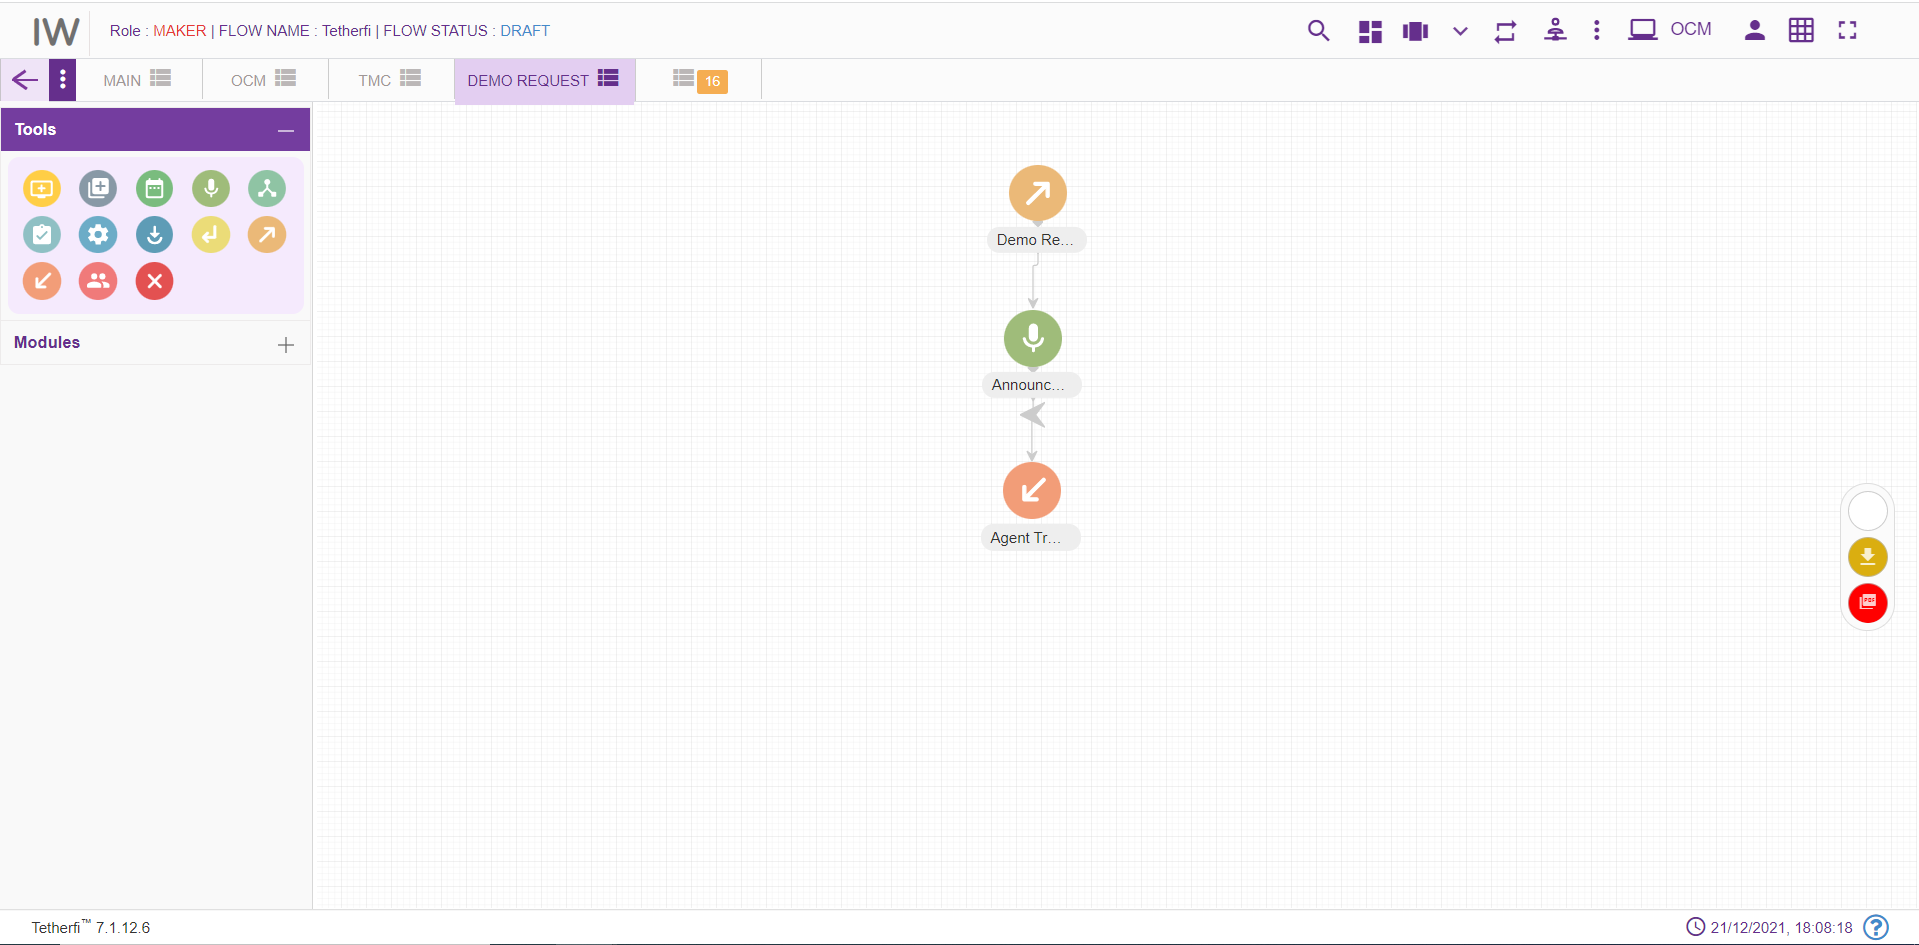 IW
Role : MAKER | FLOW NAME : Tetherfi | FLOW STATUS : DRAFT
OCM
MAIN
OCM
TMC
DEMO REQUEST
16
Tools
Modules
Demo Re...
Announc...
Agent Tr...
PDF
Tetherfi™ 7.1.12.6
21/12/2021, 18:08:18
?